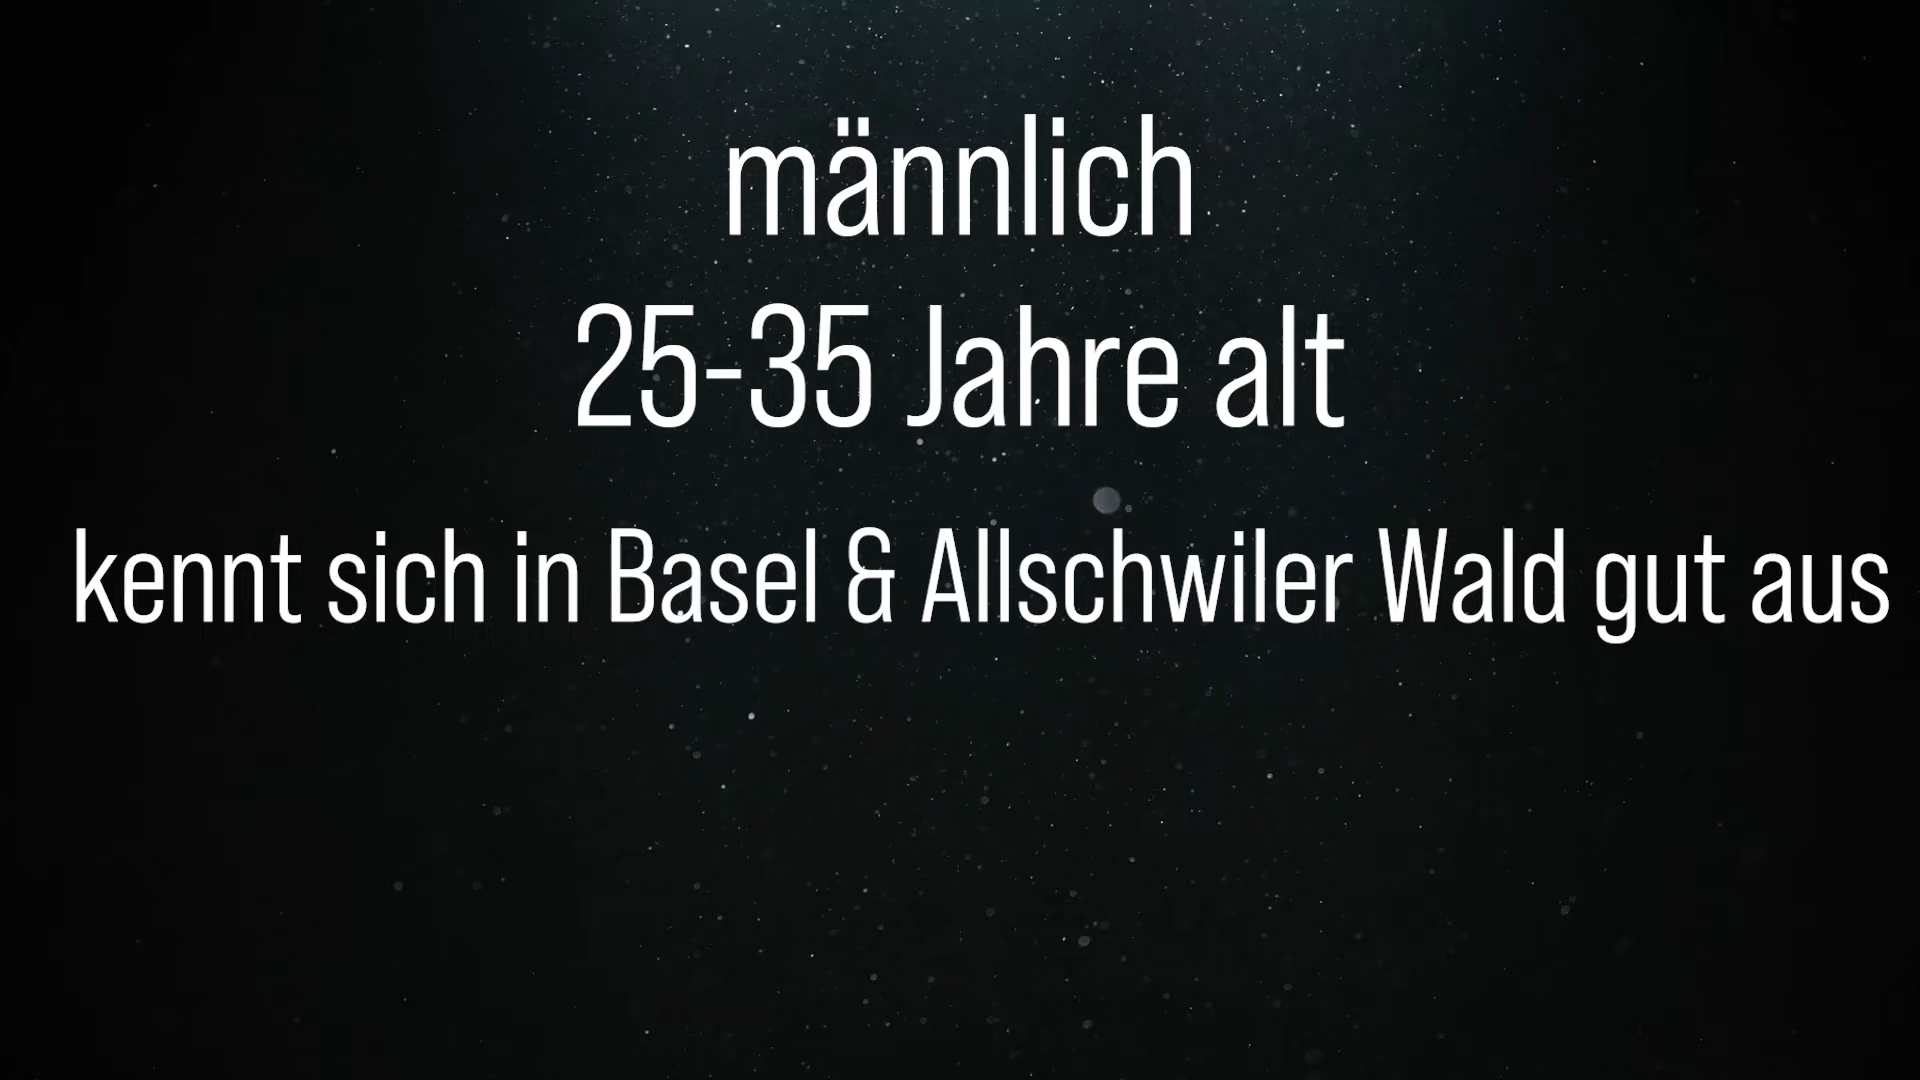 männlich
25-35 Jahre alt
kennt sich in Basel & Allschwiler Wald gut aus